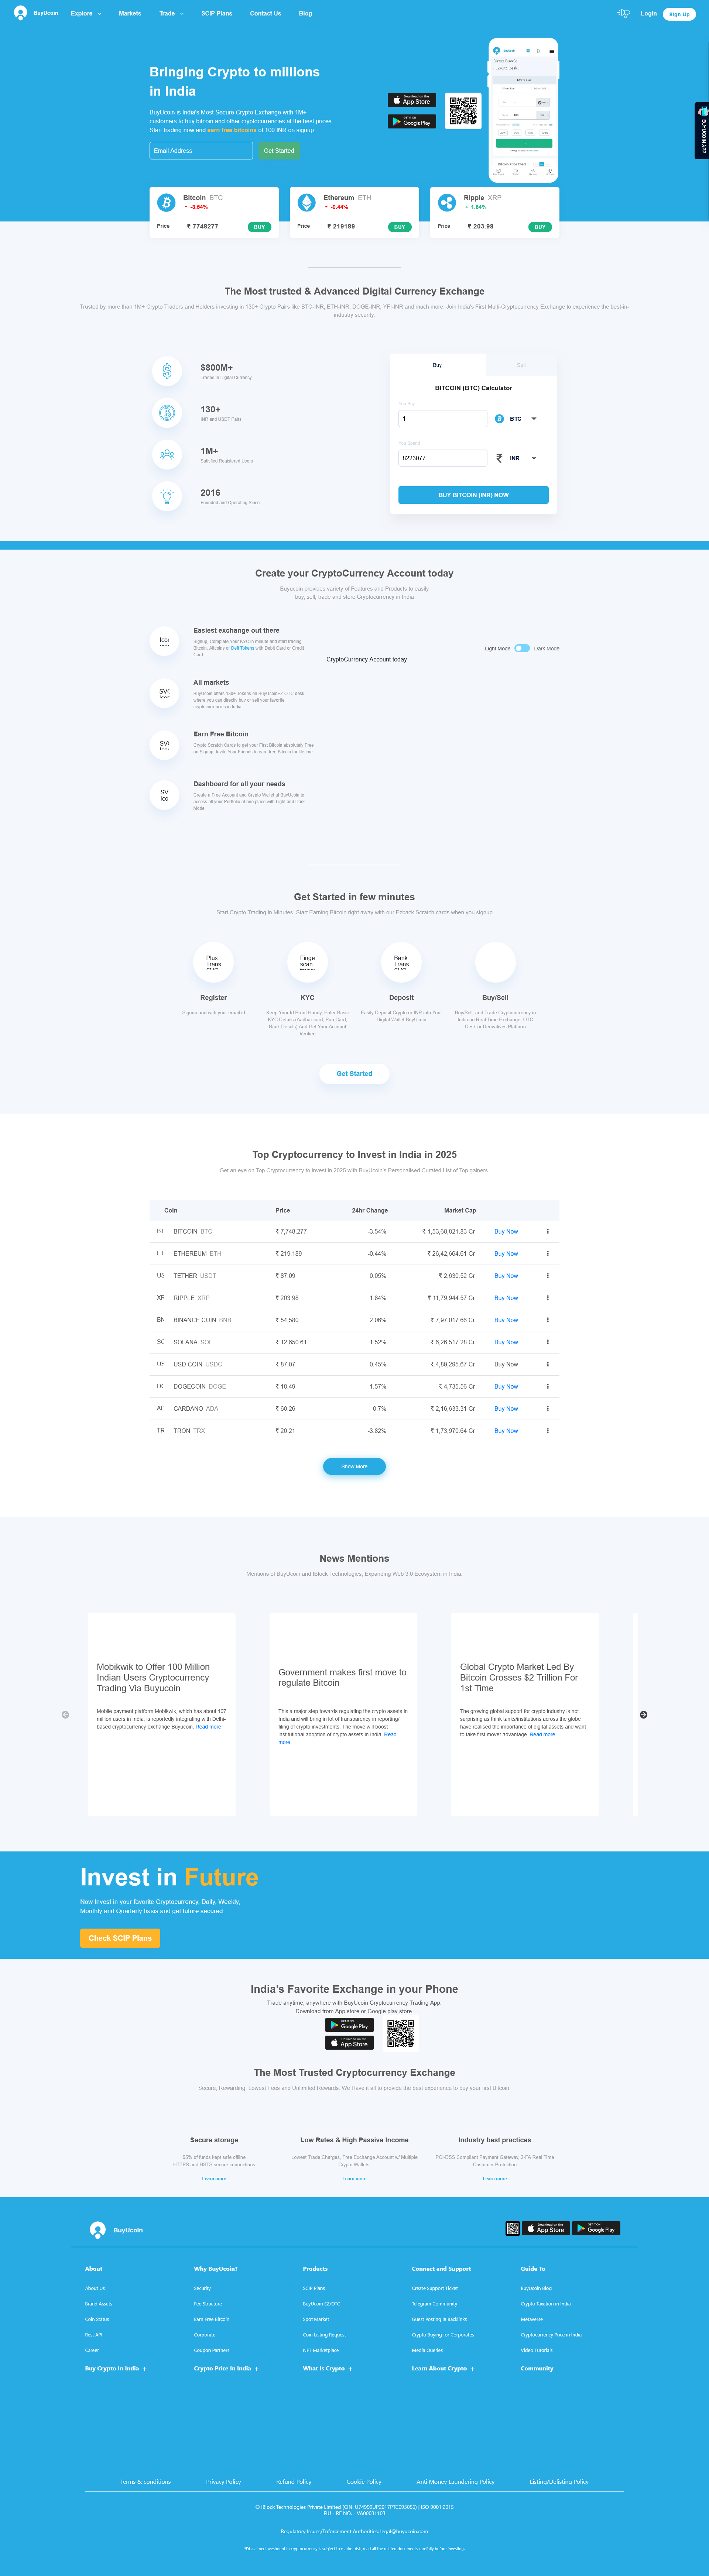 BuyUcoin Explore Markets Trade SCIP Plans Contact Us Blog Login Sign Up
Bringing Crypto to millions
in India
BuyUcoin is India's Most Secure Crypto Exchange with 1M+
customers to buy bitcoin and other cryptocurrencies at the best prices.
Start trading now and earn free bitcoins of 100 INR on signup.
Email Address Get Started
Download on the
App Store
GET IT ON
Google Play
BUYUCOIN APP
Bitcoin BTC
-3.54%
Price ₹ 7748277 BUY
Ethereum ETH
-0.44%
Price ₹ 219189 BUY
Ripple XRP
1.84%
Price ₹ 203.98 BUY
The Most trusted & Advanced Digital Currency Exchange
Trusted by more than 1M+ Crypto Traders and Holders investing in 130+ Crypto Pairs like BTC-INR, ETH-INR, DOGE-INR, YFI-INR and much more. Join India's First Multi-Cryptocurrency Exchange to experience the best-in-
industry security.
$800M+
Traded in Digital Currency
130+
INR and USDT Pairs
1M+
Satisfied Registered Users
2016
Founded and Operating Since
Buy Sell
BITCOIN (BTC) Calculator
You Buy
1 BTC
You Spend
8223077 INR
BUY BITCOIN (INR) NOW
Create your CryptoCurrency Account today
Buyucoin provides variety of Features and Products to easily
buy, sell, trade and store Cryptocurrency in India
Easiest exchange out there
Signup, Complete Your KYC in minute and start trading
Bitcoin, Altcoins or Defi Tokens with Debit Card or Credit
Card
CryptoCurrency Account today
Light Mode Dark Mode
All markets
BuyUcoin offers 130+ Tokens on BuyUcoinEZ OTC desk
where you can directly buy or sell your favorite
cryptocurrencies in India
Earn Free Bitcoin
Crypto Scratch Cards to get your First Bitcoin absolutely Free
on Signup. Invite Your Friends to earn free Bitcoin for lifetime
Dashboard for all your needs
Create a Free Account and Crypto Wallet at BuyUcoin to
access all your Portfolio at one place with Light and Dark
Mode
Get Started in few minutes
Start Crypto Trading in Minutes. Start Earning Bitcoin right away with our Ezback Scratch cards when you signup
Plus
Trans
Finge
scan
Bank
Trans
Register KYC Deposit Buy/Sell
Signup and with your email Id
Keep Your Id Proof Handy, Enter Basic
KYC Details (Aadhar card, Pan Card,
Bank Details) And Get Your Account
Verified
Easily Deposit Crypto or INR into Your
Digital Wallet BuyUcoin
Buy/Sell, and Trade Cryptocurrency in
India on Real Time Exchange, OTC
Desk or Derivatives Platform
Get Started
Top Cryptocurrency to Invest in India in 2025
Get an eye on Top Cryptocurrency to invest in 2025 with BuyUcoin's Personalised Curated List of Top gainers.
Coin Price 24hr Change Market Cap
BITCOIN BTC ₹ 7,748,277 -3.54% ₹ 1,53,68,821.83 Cr Buy Now
ETHEREUM ETH ₹ 219,189 -0.44% ₹ 26,42,664.61 Cr Buy Now
TETHER USDT ₹ 87.09 0.05% ₹ 2,630.52 Cr Buy Now
RIPPLE XRP ₹ 203.98 1.84% ₹ 11,79,944.57 Cr Buy Now
BINANCE COIN BNB ₹ 54,580 2.06% ₹ 7,97,017.66 Cr Buy Now
SOLANA SOL ₹ 12,650.61 1.52% ₹ 6,26,517.28 Cr Buy Now
USD COIN USDC ₹ 87.07 0.45% ₹ 4,89,295.67 Cr Buy Now
DOGECOIN DOGE ₹ 18.49 1.57% ₹ 4,735.56 Cr Buy Now
CARDANO ADA ₹ 60.26 0.7% ₹ 2,16,633.31 Cr Buy Now
TRON TRX ₹ 20.21 -3.82% ₹ 1,73,970.64 Cr Buy Now
Show More
News Mentions
Mentions of BuyUcoin and iBlock Technologies, Expanding Web 3.0 Ecosystem in India.
Mobikwik to Offer 100 Million
Indian Users Cryptocurrency
Trading Via Buyucoin
Mobile payment platform Mobikwik, which has about 107
million users in India, is reportedly integrating with Delhi-
based cryptocurrency exchange Buyucoin. Read more
Government makes first move to
regulate Bitcoin
This a major step towards regulating the crypto assets in
India and will bring in lot of transparency in reporting/
filing of crypto investments. The move will boost
institutional adoption of crypto assets in India. Read
more
Global Crypto Market Led By
Bitcoin Crosses $2 Trillion For
1st Time
The growing global support for crypto industry is not
surprising as think tanks/institutions across the globe
have realised the importance of digital assets and want
to take first mover advantage. Read more
Invest in Future
Now Invest in your favorite Cryptocurrency, Daily, Weekly,
Monthly and Quarterly basis and get future secured.
Check SCIP Plans
India's Favorite Exchange in your Phone
Trade anytime, anywhere with BuyUcoin Cryptocurrency Trading App.
Download from App store or Google play store.
GET IT ON
Google Play
Download on the
App Store
The Most Trusted Cryptocurrency Exchange
Secure, Rewarding, Lowest Fees and Unlimited Rewards. We Have it all to provide the best experience to buy your first Bitcoin.
Secure storage
95% of funds kept safe offline.
HTTPS and HSTS secure connections
Learn more
Low Rates & High Passive Income
Lowest Trade Charges, Free Exchange Account w/ Multiple
Crypto Wallets.
Learn more
Industry best practices
PCI-DSS Compliant Payment Gateway, 2-FA Real Time
Customer Protection
Learn more
BuyUcoin
Download on the
App Store
GET IT ON
Google Play
About Why BuyUcoin? Products Connect and Support Guide To
About Us Security SCIP Plans Create Support Ticket BuyUcoin Blog
Brand Assets Fee Structure BuyUcoin EZ/OTC Telegram Community Crypto Taxation in India
Coin Status Earn Free Bitcoin Spot Market Guest Posting & Backlinks Metaverse
Rest API Corporate Coin Listing Request Crypto Buying for Corporates Cryptocurrency Price in India
Career Coupon Partners NFT Marketplace Media Queries Video Tutorials
Buy Crypto In India + Crypto Price In India + What Is Crypto + Learn About Crypto + Community
Terms & conditions Privacy Policy Refund Policy Cookie Policy Anti Money Laundering Policy Listing/Delisting Policy
© iBlock Technologies Private Limited (CIN: U74999UP2017PTC095056) | ISO 9001:2015
FIU - RE NO. - VA00031103
Regulatory Issues/Enforcement Authorities: legal@buyucoin.com
*Disclaimer:Investment in cryptocurrency is subject to market risk, read all the related documents carefully before investing.